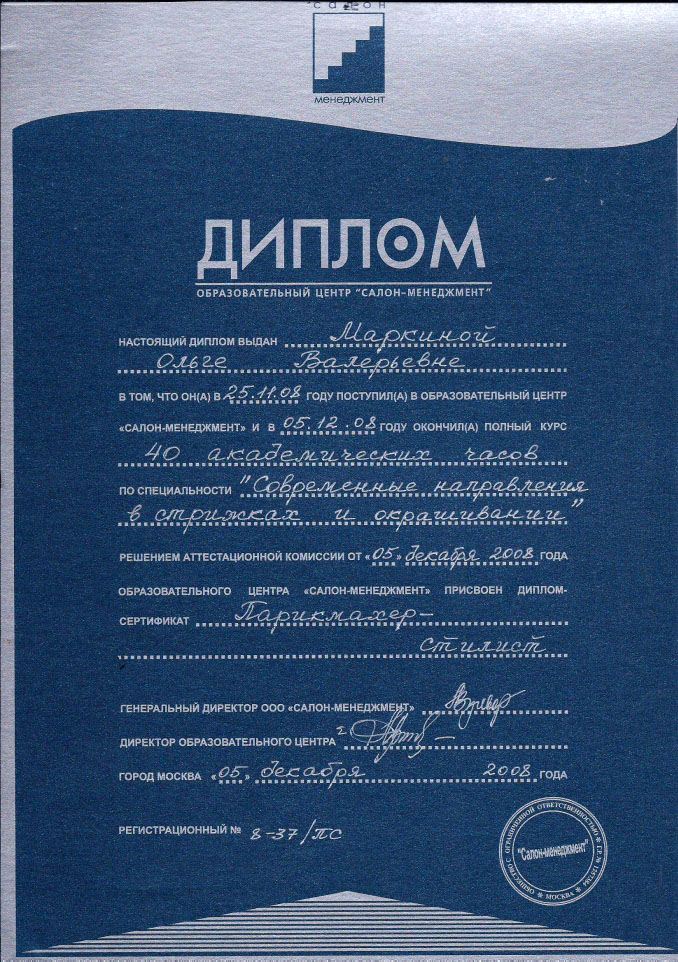 салон
менеджмент
ДИПЛОМ
ОБРАЗОВАТЕЛЬНЫЙ ЦЕНТР "САЛОН-МЕНЕДЖМЕНТ"
НАСТОЯЩИЙ ДИПЛОМ ВЫДАН Маркиной
Ольге Валерьевне
В ТОМ, ЧТО ОН(А) В 25.11.08 ГОДУ ПОСТУПИЛ(А) В ОБРАЗОВАТЕЛЬНЫЙ ЦЕНТР
«САЛОН-МЕНЕДЖМЕНТ» И В 05.12.08 ГОДУ ОКОНЧИЛ(А) ПОЛНЫЙ КУРС
40 академических часов
ПО СПЕЦИАЛЬНОСТИ "Современные направления
в стрижках и окрашивании"
РЕШЕНИЕМ АТТЕСТАЦИОННОЙ КОМИССИИ ОТ «05» декабря 2008 ГОДА
ОБРАЗОВАТЕЛЬНОГО ЦЕНТРА «САЛОН-МЕНЕДЖМЕНТ» ПРИСВОЕН ДИПЛОМ-
СЕРТИФИКАТ Парикмахер-
стилист
ГЕНЕРАЛЬНЫЙ ДИРЕКТОР ООО «САЛОН-МЕНЕДЖМЕНТ»
ДИРЕКТОР ОБРАЗОВАТЕЛЬНОГО ЦЕНТРА
ГОРОД МОСКВА «05» декабря 2008 ГОДА
РЕГИСТРАЦИОННЫЙ № 8-37/ПС
ОБЩЕСТВО С ОГРАНИЧЕННОЙ ОТВЕТСТВЕННОСТЬЮ
"Салон-менеджмент"
МОСКВА